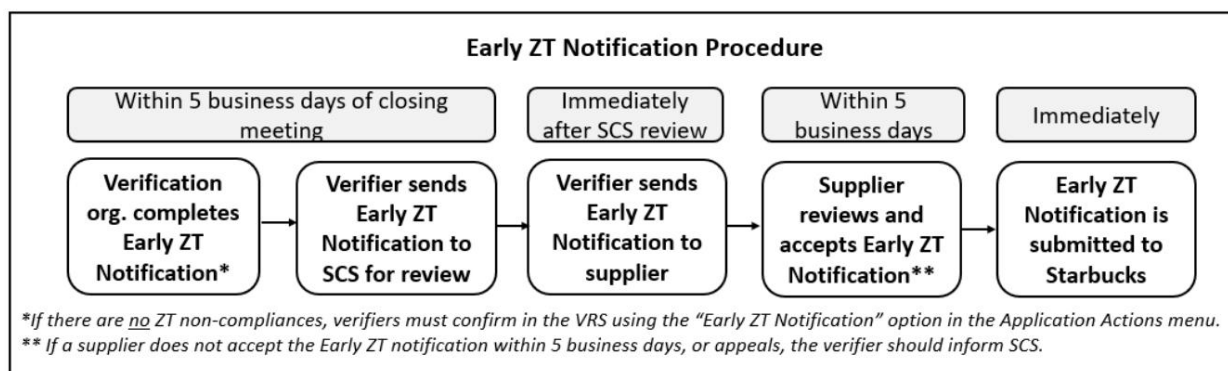 Early ZT Notification Procedure
Within 5 business days of closing
meeting
Immediately
after SCS review
Within 5
business days
Immediately
Verification
org. completes
Early ZT
Notification*
Verifier sends
Early ZT
Notification to
SCS for review
Verifier sends
Early ZT
Notification to
supplier
Supplier
reviews and
accepts Early ZT
Notification**
Early ZT
Notification is
submitted to
Starbucks
*If there are no ZT non-compliances, verifiers must confirm in the VRS using the “Early ZT Notification” option in the Application Actions menu.
** If a supplier does not accept the Early ZT notification within 5 business days, or appeals, the verifier should inform SCS.